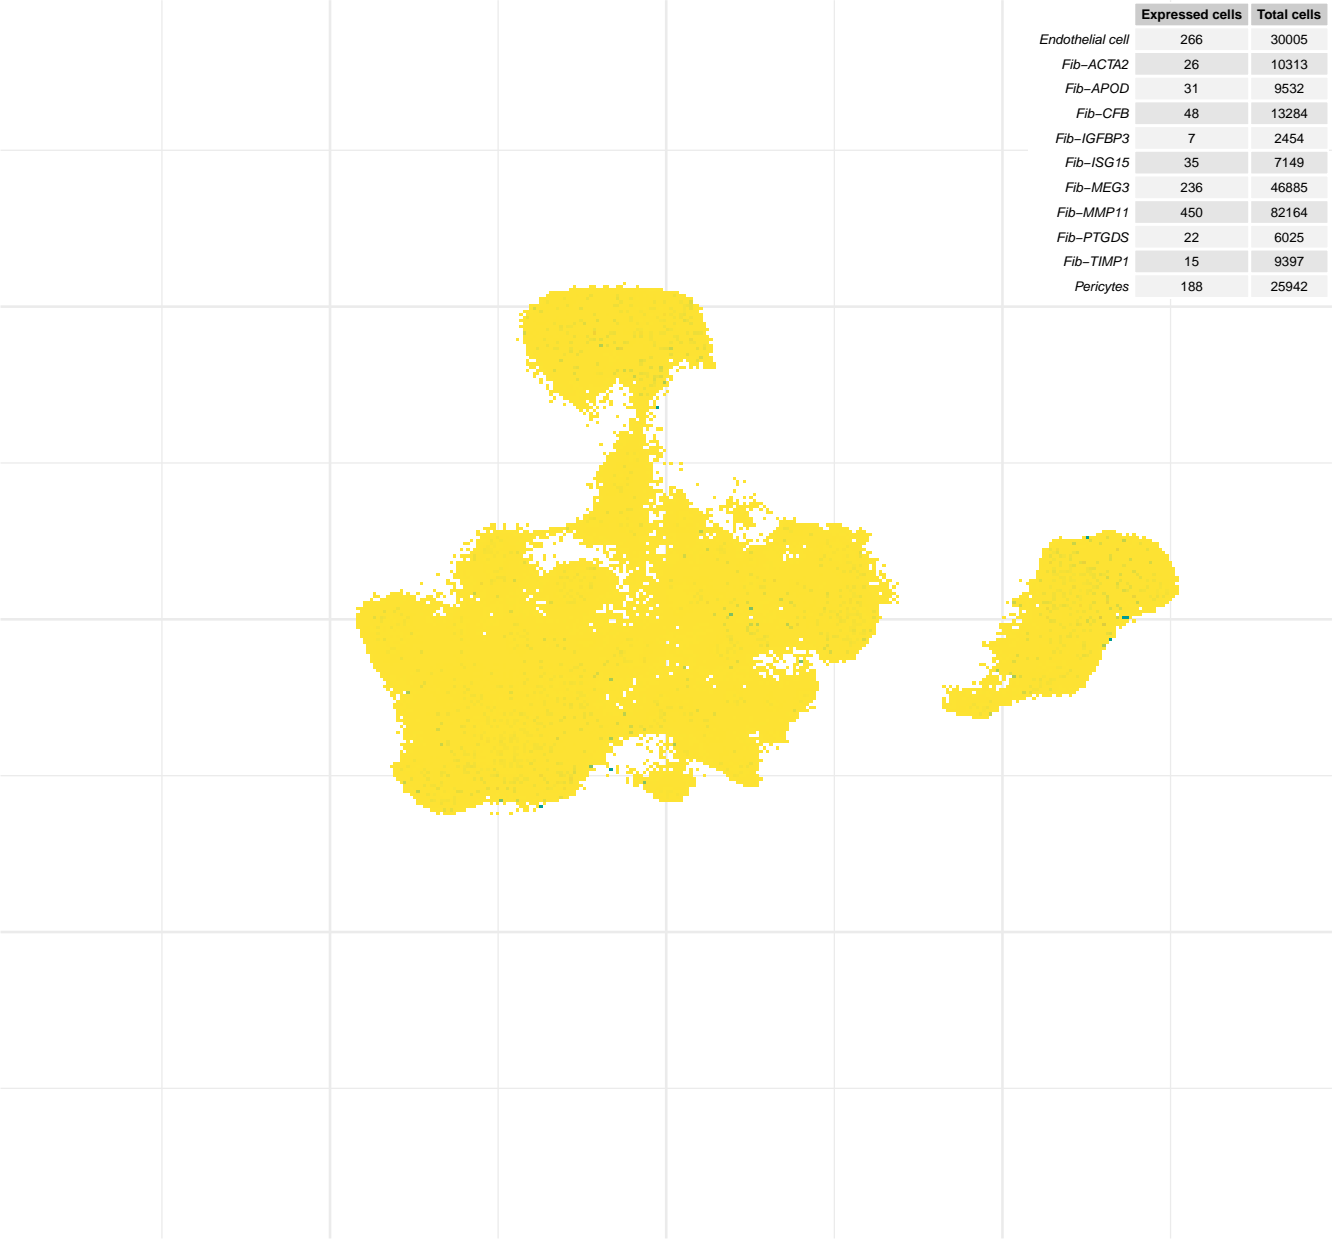 Expressed cells Total cells
Endothelial cell 266 30005
Fib−ACTA2 26 10313
Fib−APOD 31 9532
Fib−CFB 48 13284
Fib−IGFBP3 7 2454
Fib−ISG15 35 7149
Fib−MEG3 236 46885
Fib−MMP11 450 82164
Fib−PTGDS 22 6025
Fib−TIMP1 15 9397
Pericytes 188 25942